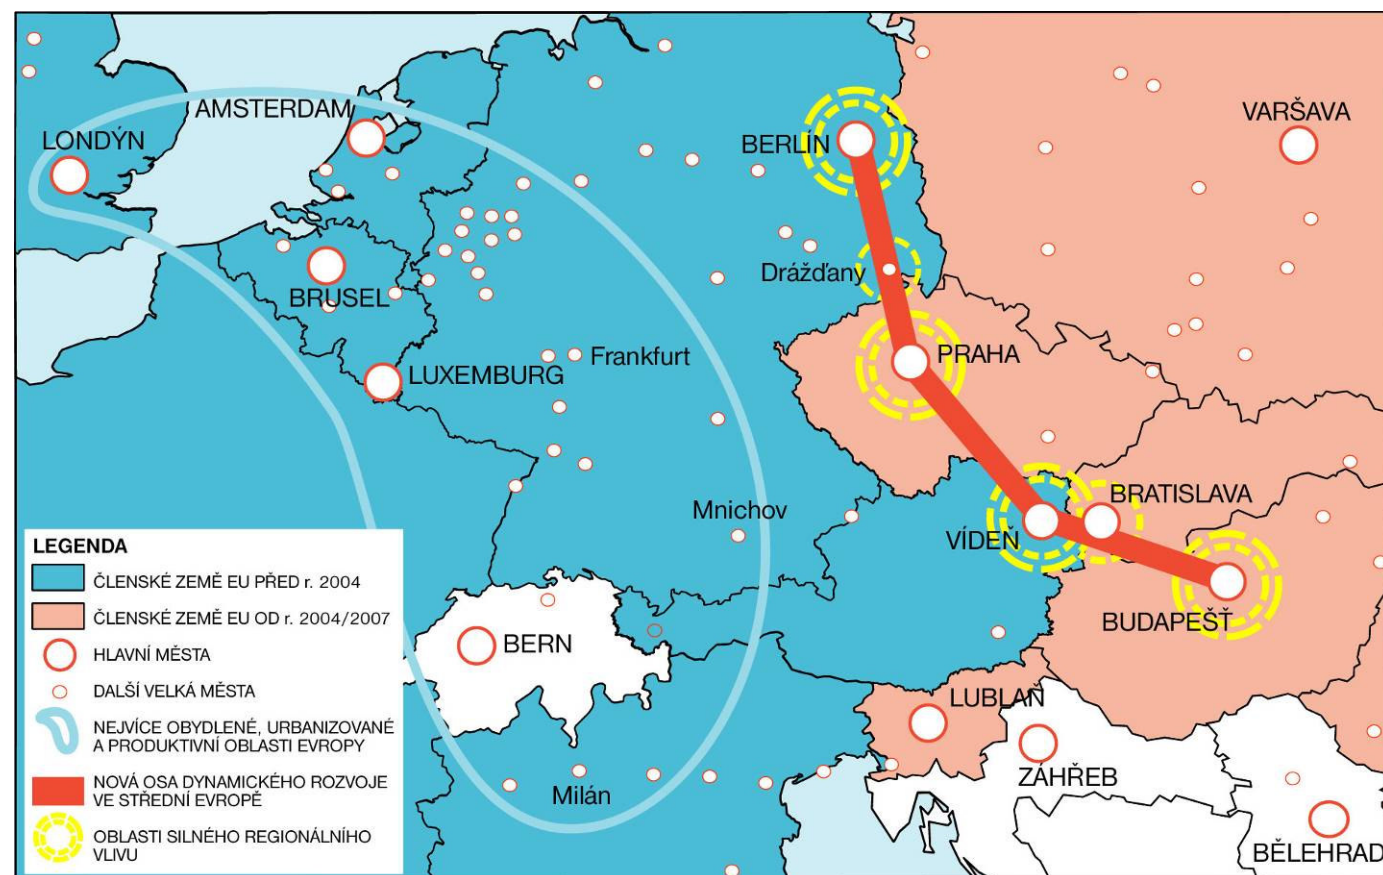 AMSTERDAM
LONDÝN
VARŠAVA
BERLÍN
Drážďany
BRUSEL
PRAHA
Frankfurt
LUXEMBURG
BRATISLAVA
Mnichov
VÍDEŇ
BUDAPEŠŤ
BERN
LUBLAŇ
ZÁHŘEB
Milán
BĚLEHRAD
LEGENDA
ČLENSKÉ ZEMĚ EU PŘED r. 2004
ČLENSKÉ ZEMĚ EU OD r. 2004/2007
HLAVNÍ MĚSTA
DALŠÍ VELKÁ MĚSTA
NEJVÍCE OBYDLENÉ, URBANIZOVANÉ
A PRODUKTIVNÍ OBLASTI EVROPY
NOVÁ OSA DYNAMICKÉHO ROZVOJE
VE STŘEDNÍ EVROPĚ
OBLASTI SILNÉHO REGIONÁLNÍHO
VLIVU